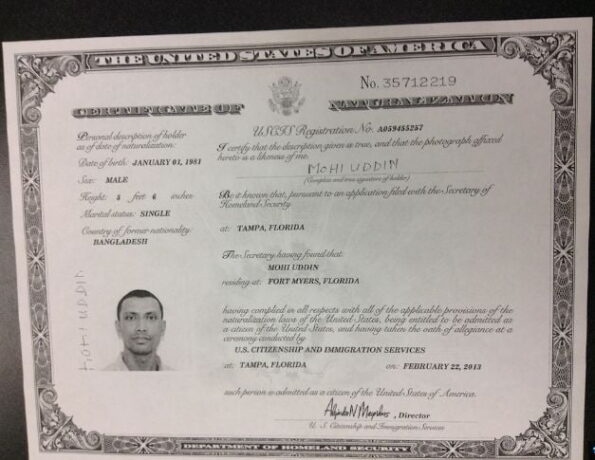 THE UNITED STATES OF AMERICA
No. 35712219
CERTIFICATE OF NATURALIZATION
Personal description of holder
as of date of naturalization:
Date of birth: JANUARY 01, 1981
Sex: MALE
Height: 5 feet 6 inches
Marital status: SINGLE
Country of former nationality:
BANGLADESH
USCIS Registration No. A059455257
I certify that the description given is true, and that the photograph affixed
hereto is a likeness of me.
MOHI UDDIN
(Complete and true signature of holder)
Be it known that, pursuant to an application filed with the Secretary of
Homeland Security
at: TAMPA, FLORIDA
The Secretary having found that
MOHI UDDIN
residing at: FORT MYERS, FLORIDA
having complied in all respects with all of the applicable provisions of the
naturalization laws of the United States, being entitled to be admitted as
a citizen of the United States, and having taken the oath of allegiance at a
ceremony conducted by
U.S. CITIZENSHIP AND IMMIGRATION SERVICES
at: TAMPA, FLORIDA on: FEBRUARY 22, 2013
such person is admitted as a citizen of the United States of America.
MOHI UDDIN
, Director
U. S. Citizenship and Immigration Services
DEPARTMENT OF HOMELAND SECURITY